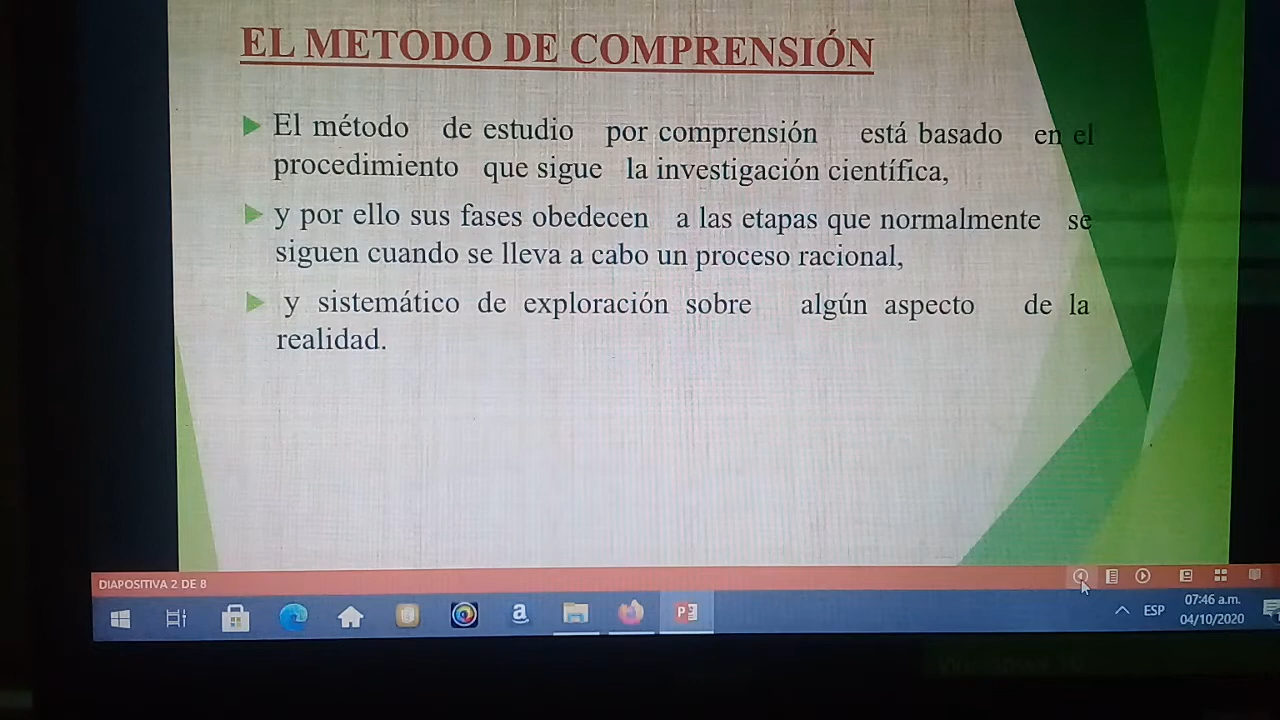 EL METODO DE COMPRENSIÓN
El método de estudio por comprensión está basado en el
procedimiento que sigue la investigación científica,
y por ello sus fases obedecen a las etapas que normalmente se
siguen cuando se lleva a cabo un proceso racional,
y sistemático de exploración sobre algún aspecto de la
realidad.
DIAPOSITIVA 2 DE 8
ESP
07:46 a.m.
04/10/2020